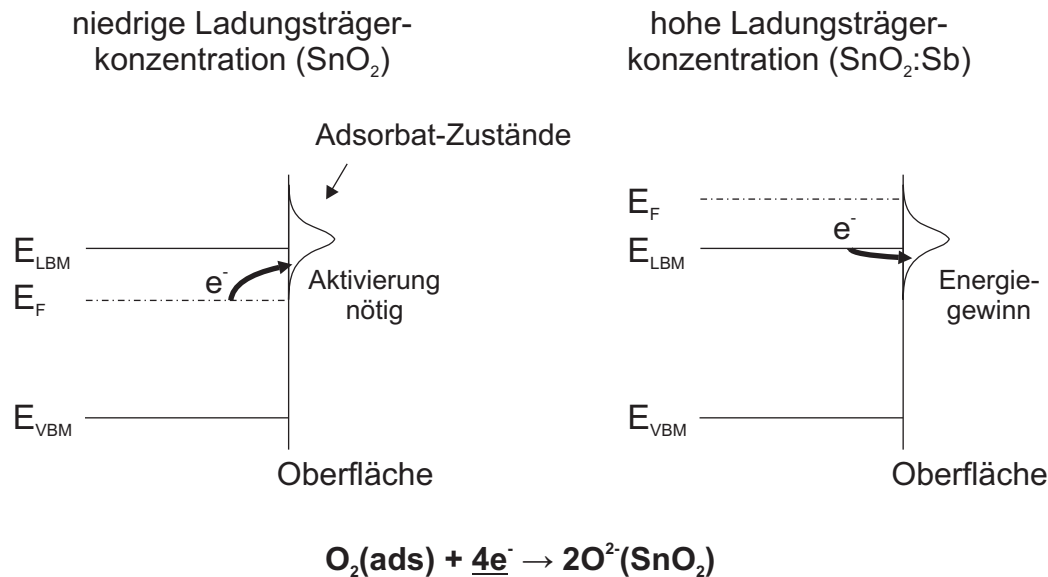 niedrige Ladungsträger-
konzentration (SnO₂)
hohe Ladungsträger-
konzentration (SnO₂:Sb)
Adsorbat-Zustände
E_LBM
e⁻
E_F
Aktivierung
nötig
E_VBM
Oberfläche
E_F
e⁻
E_LBM
Energie-
gewinn
E_VBM
Oberfläche
O₂(ads) + 4e⁻ → 2O²⁻(SnO₂)